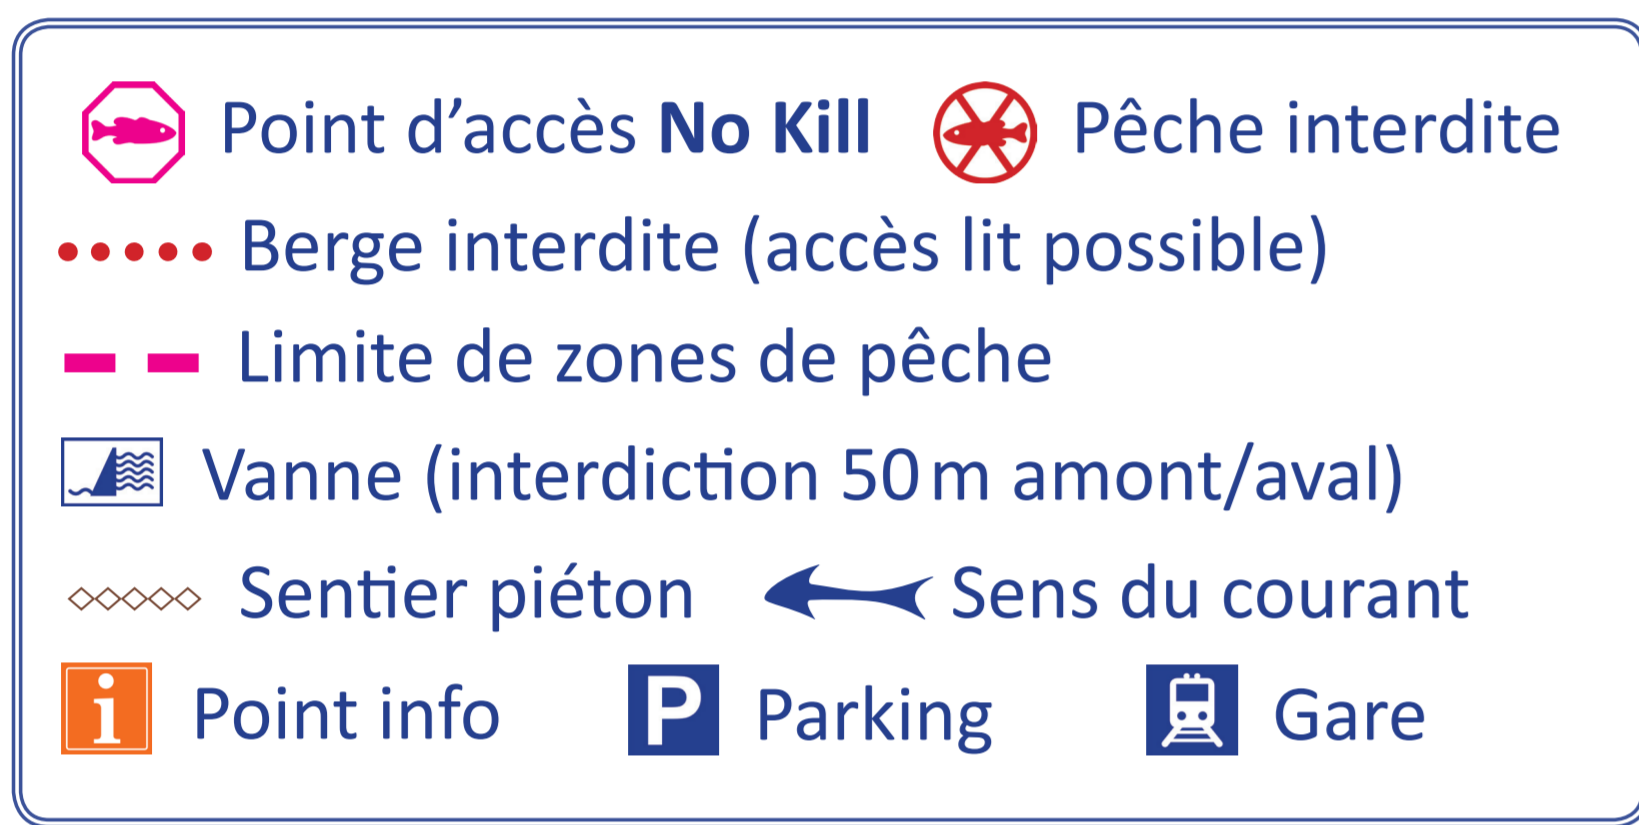 Point d’accès No Kill Pêche interdite
Berge interdite (accès lit possible)
Limite de zones de pêche
Vanne (interdiction 50 m amont/aval)
Sentier piéton Sens du courant
i Point info P Parking Gare